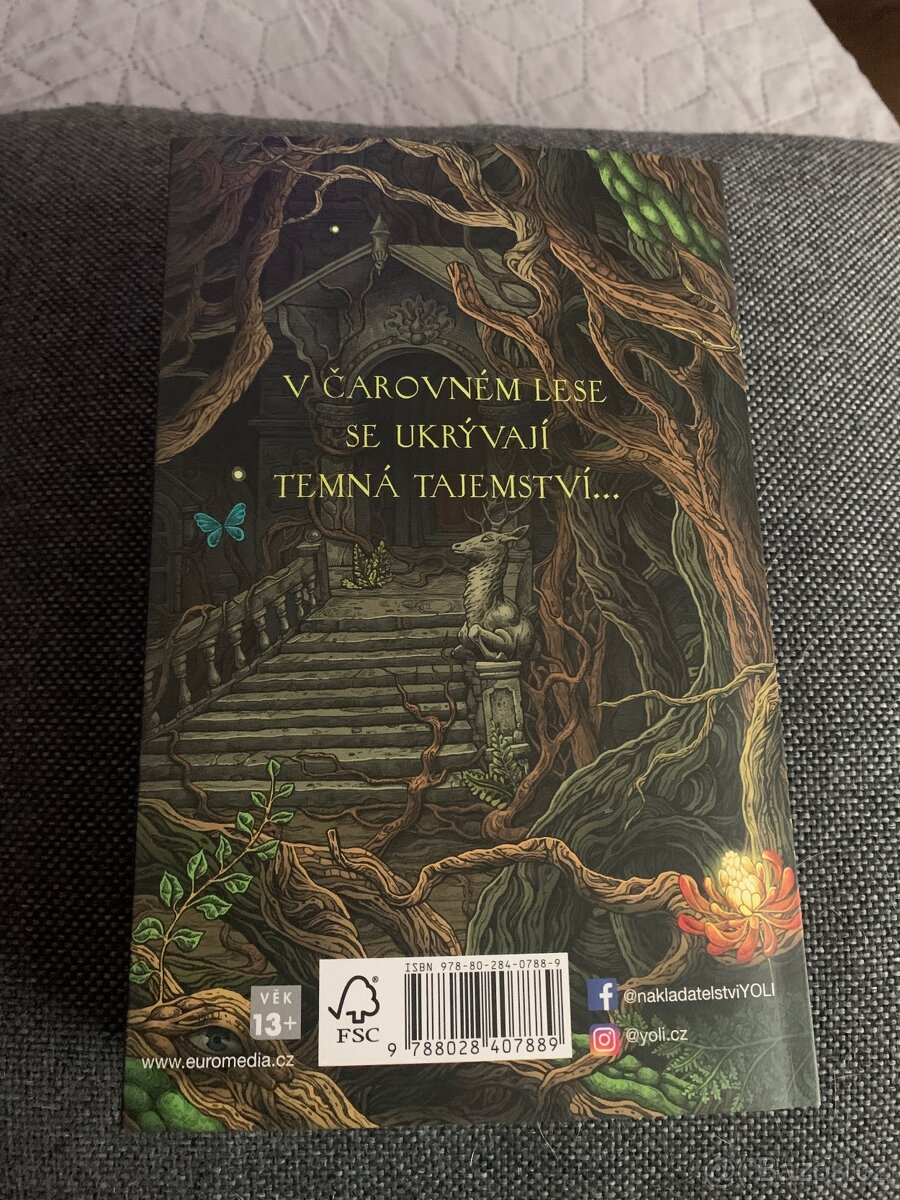 V ČAROVNÉM LESE
SE UKRÝVAJÍ
TEMNÁ TAJEMSTVÍ...
VĚK
13+
www.euromedia.cz
FSC
ISBN 978-80-284-0788-9
9 788028 407889
@nakladatelstviYOLI
@yoli.cz